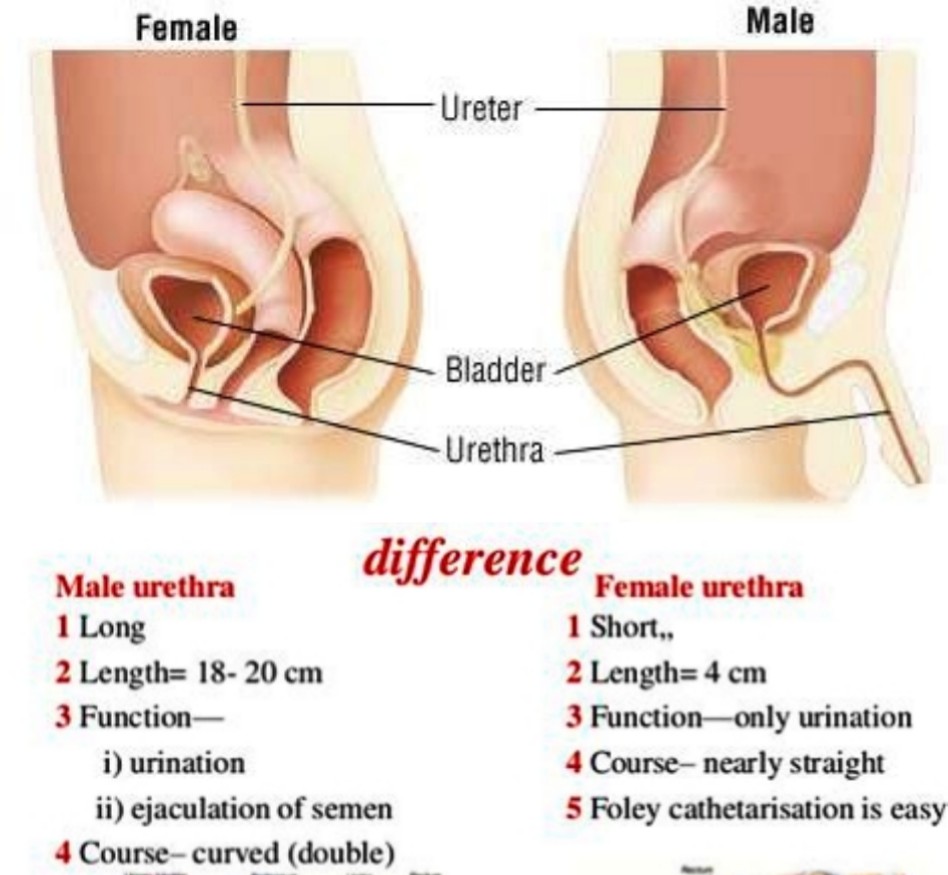 Female
Male
Ureter
Bladder
Urethra
difference
Male urethra
1 Long
2 Length= 18- 20 cm
3 Function—
i) urination
ii) ejaculation of semen
4 Course– curved (double)
Female urethra
1 Short,,
2 Length= 4 cm
3 Function—only urination
4 Course– nearly straight
5 Foley cathetarisation is easy